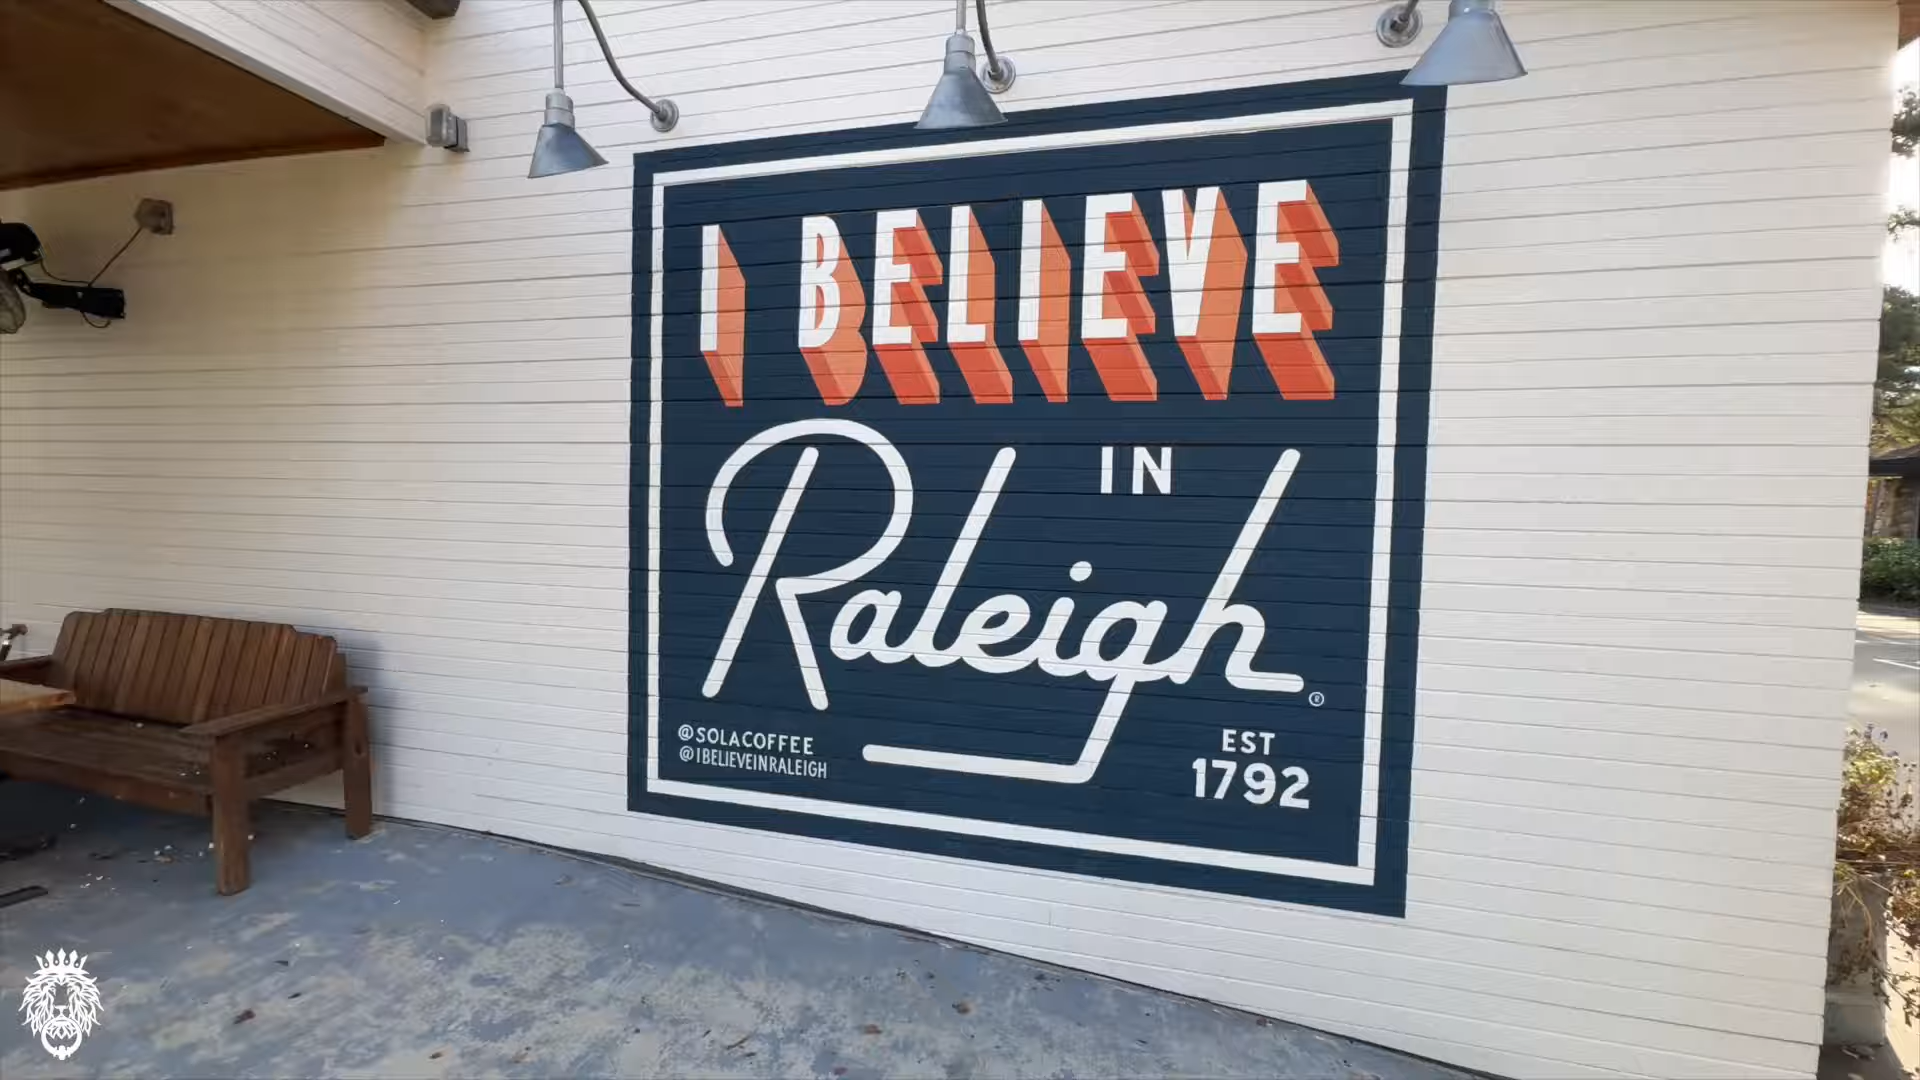 I BELIEVE
IN
Raleigh®
@SOLACOFFEE
@IBELIEVEINRALEIGH
EST
1792